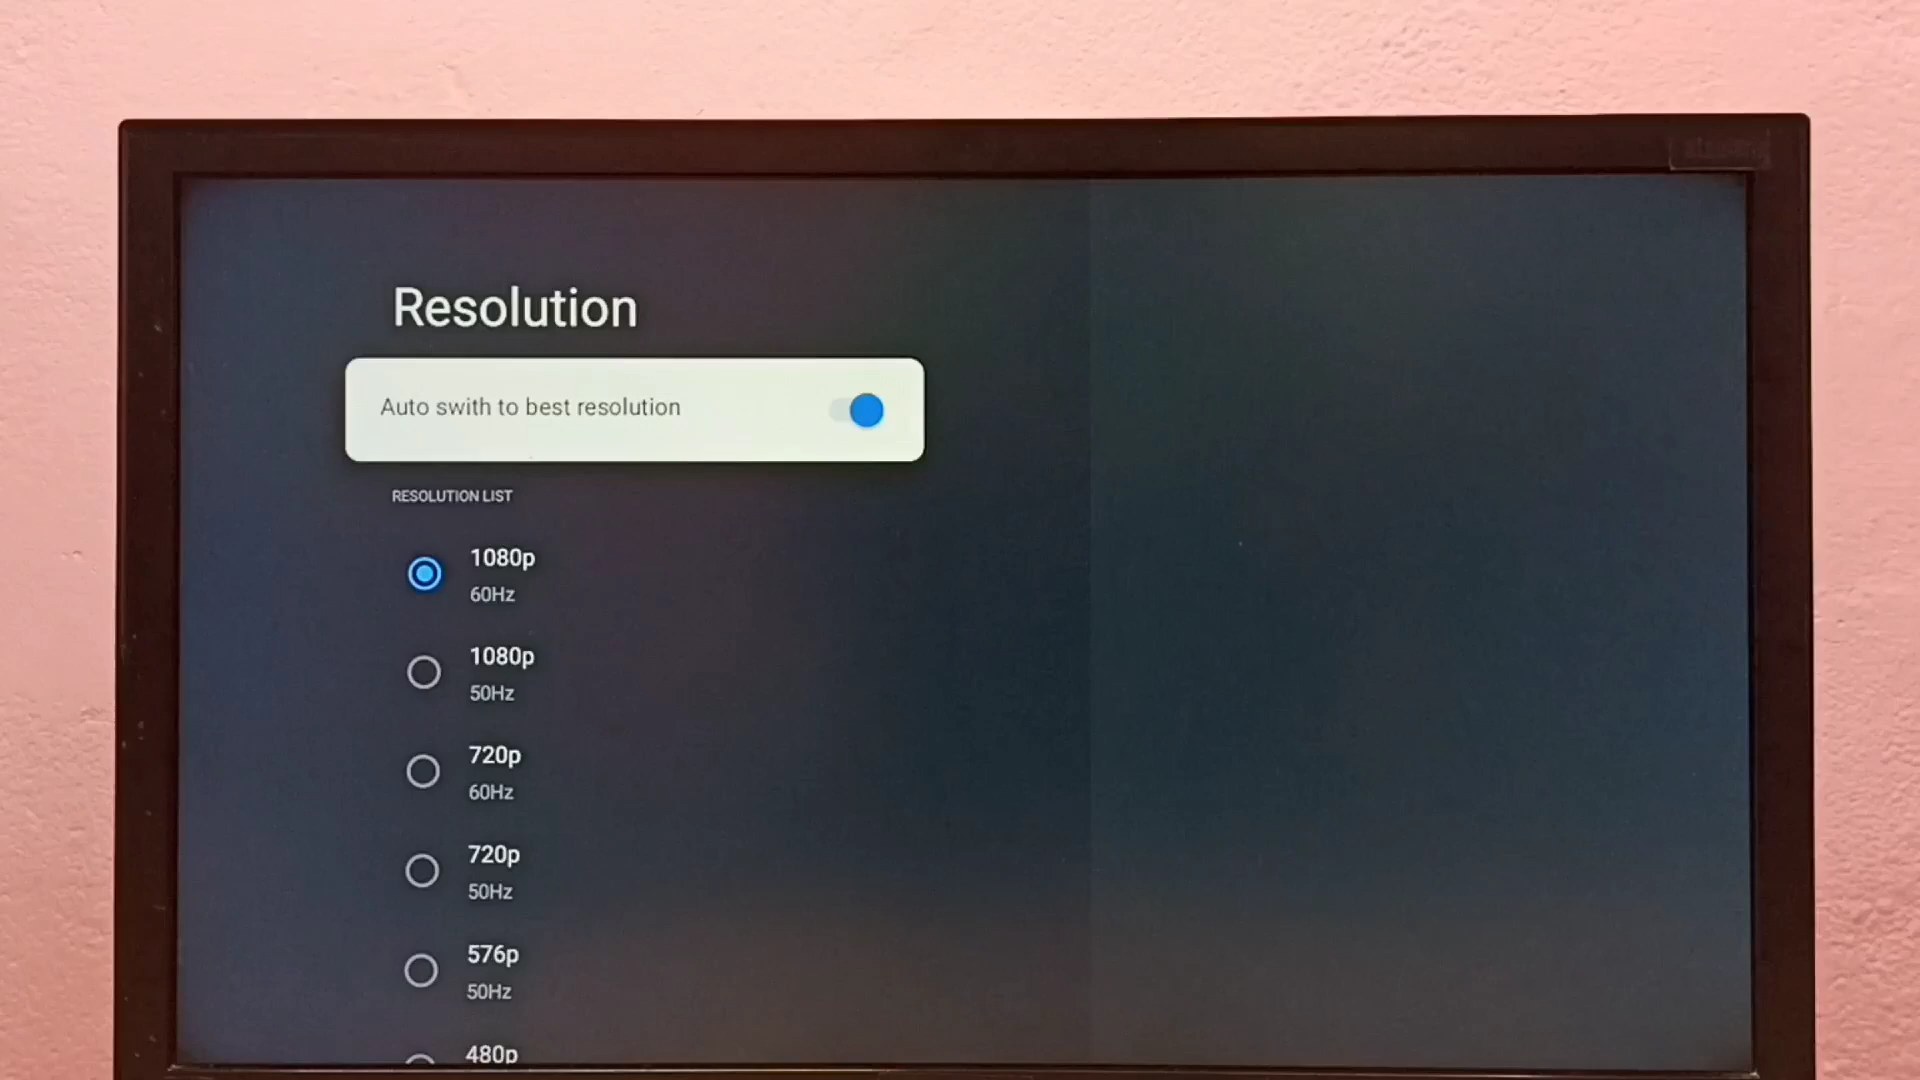 Resolution
Auto swith to best resolution
RESOLUTION LIST
1080p
60Hz
1080p
50Hz
720p
60Hz
720p
50Hz
576p
50Hz
480p